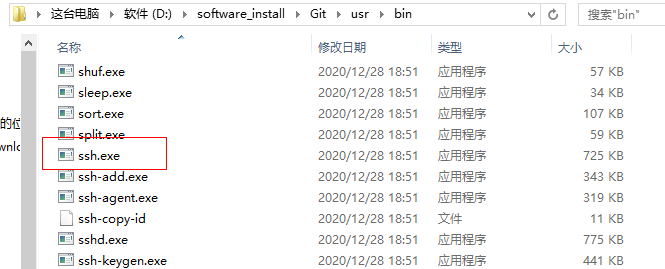 这台电脑 软件 (D:) software_install Git usr bin 搜索"bin"
名称 修改日期 类型 大小
shuf.exe 2020/12/28 18:51 应用程序 57 KB
sleep.exe 2020/12/28 18:51 应用程序 34 KB
sort.exe 2020/12/28 18:51 应用程序 107 KB
的位
split.exe 2020/12/28 18:51 应用程序 59 KB
ssh.exe 2020/12/28 18:51 应用程序 725 KB
ssh-add.exe 2020/12/28 18:51 应用程序 343 KB
ssh-agent.exe 2020/12/28 18:51 应用程序 319 KB
ssh-copy-id 2020/12/28 18:51 文件 11 KB
sshd.exe 2020/12/28 18:51 应用程序 775 KB
ssh-keygen.exe 2020/12/28 18:51 应用程序 441 KB